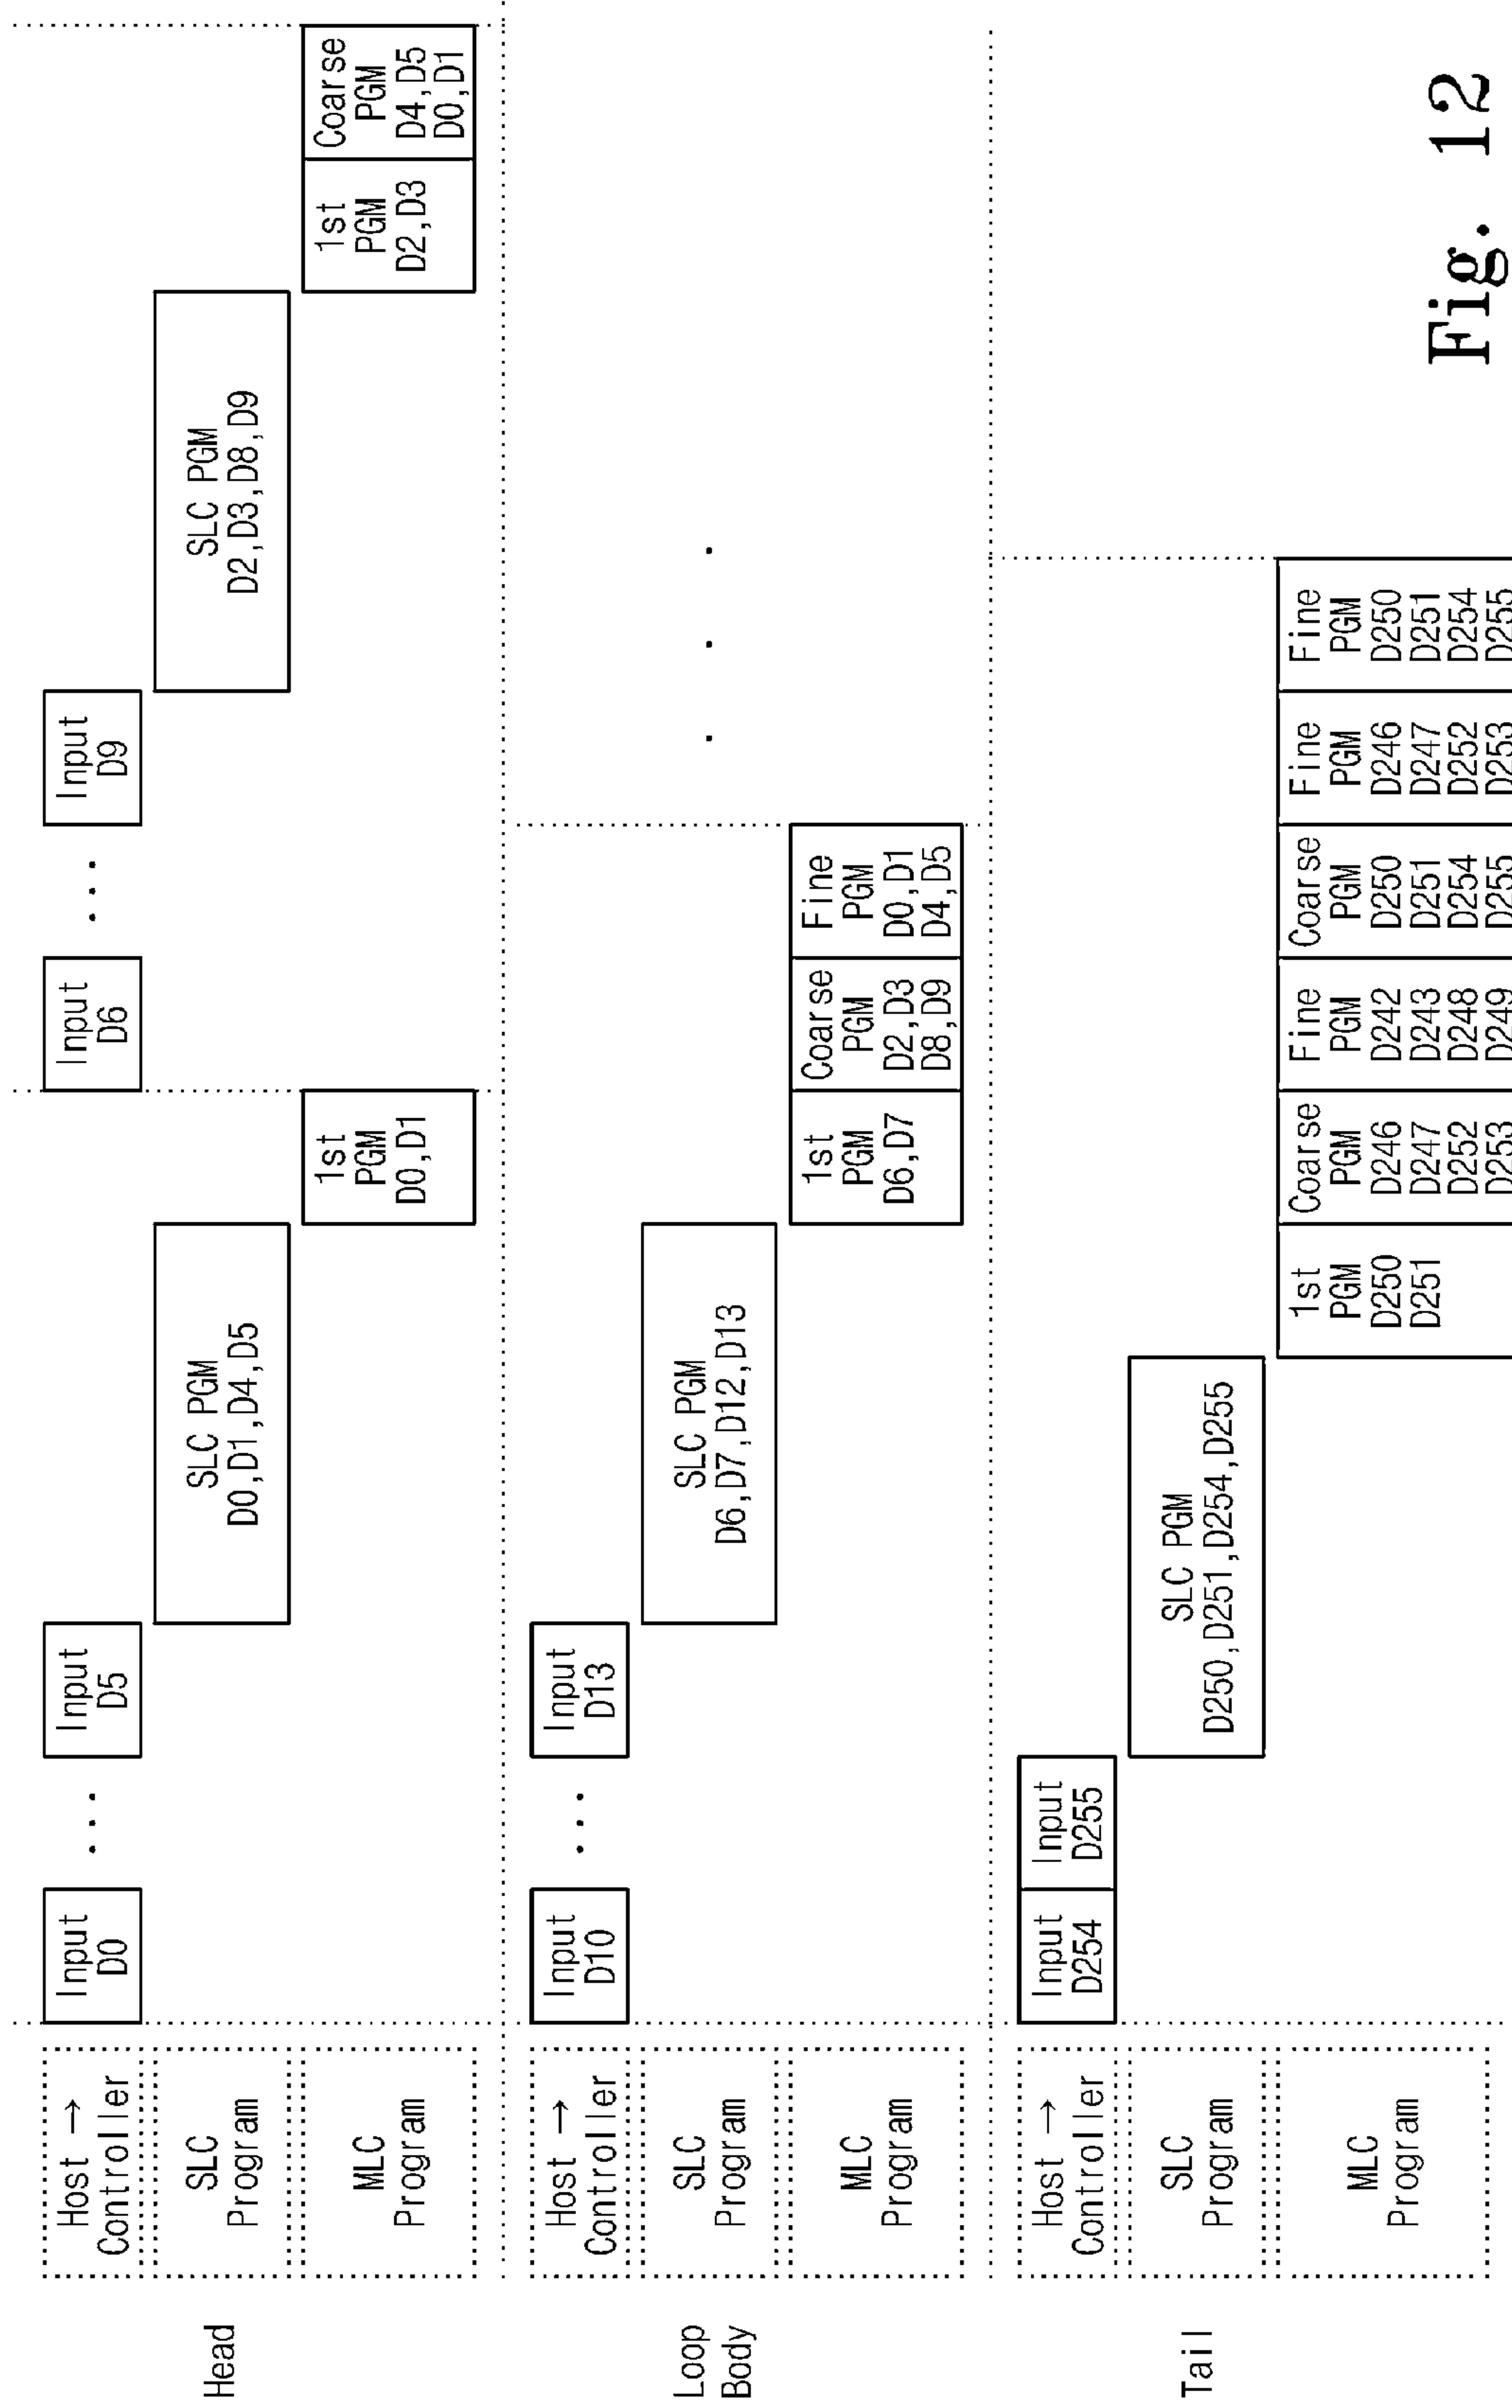 Head
Host →
Controller
Input
D0
...
Input
D5
Input
D6
...
Input
D9
SLC
Program
SLC PGM
D0,D1,D4,D5
SLC PGM
D2,D3,D8,D9
MLC
Program
1st
PGM
D0,D1
1st
PGM
D2,D3
Coarse
PGM
D4,D5
D0,D1
Loop
Body
Host →
Controller
Input
D10
...
Input
D13
SLC
Program
SLC PGM
D6,D7,D12,D13
. . .
MLC
Program
1st
PGM
D6,D7
Coarse
PGM
D2,D3
D8,D9
Fine
PGM
D0,D1
D4,D5
Tail
Host →
Controller
Input
D254
Input
D255
SLC
Program
SLC PGM
D250,D251,D254,D255
MLC
Program
1st
PGM
D250
D251
Coarse
PGM
D246
D247
D252
D253
Fine
PGM
D242
D243
D248
D249
Coarse
PGM
D250
D251
D254
D255
Fine
PGM
D246
D247
D252
D253
Fine
PGM
D250
D251
D254
D255
Fig. 12